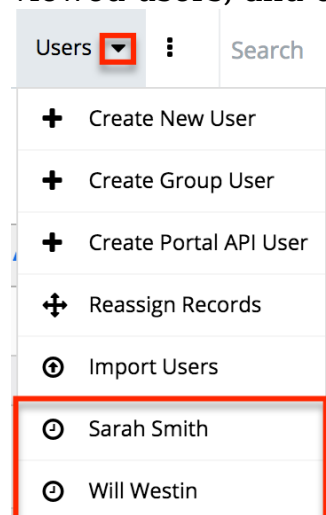 Users
Search
Create New User
Create Group User
Create Portal API User
Reassign Records
Import Users
Sarah Smith
Will Westin